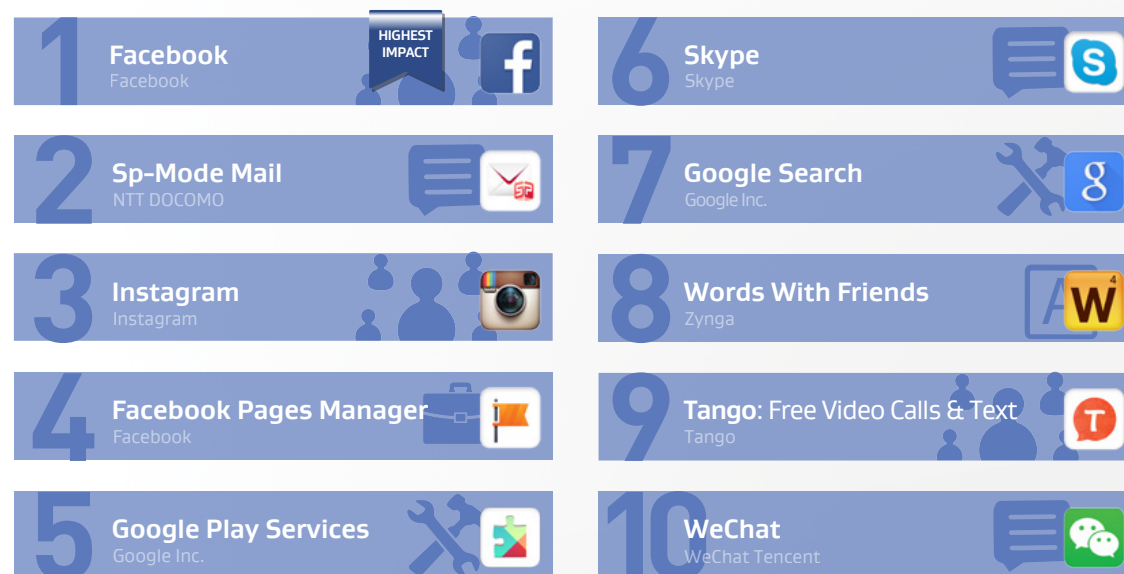 1
Facebook
Facebook
HIGHEST
IMPACT
f
2
Sp-Mode Mail
NTT DOCOMO
SP
3
Instagram
Instagram
4
Facebook Pages Manager
Facebook
5
Google Play Services
Google Inc.
6
Skype
Skype
S
7
Google Search
Google Inc.
g
8
Words With Friends
Zynga
A
W 4
9
Tango: Free Video Calls & Text
Tango
T
10
WeChat
WeChat Tencent